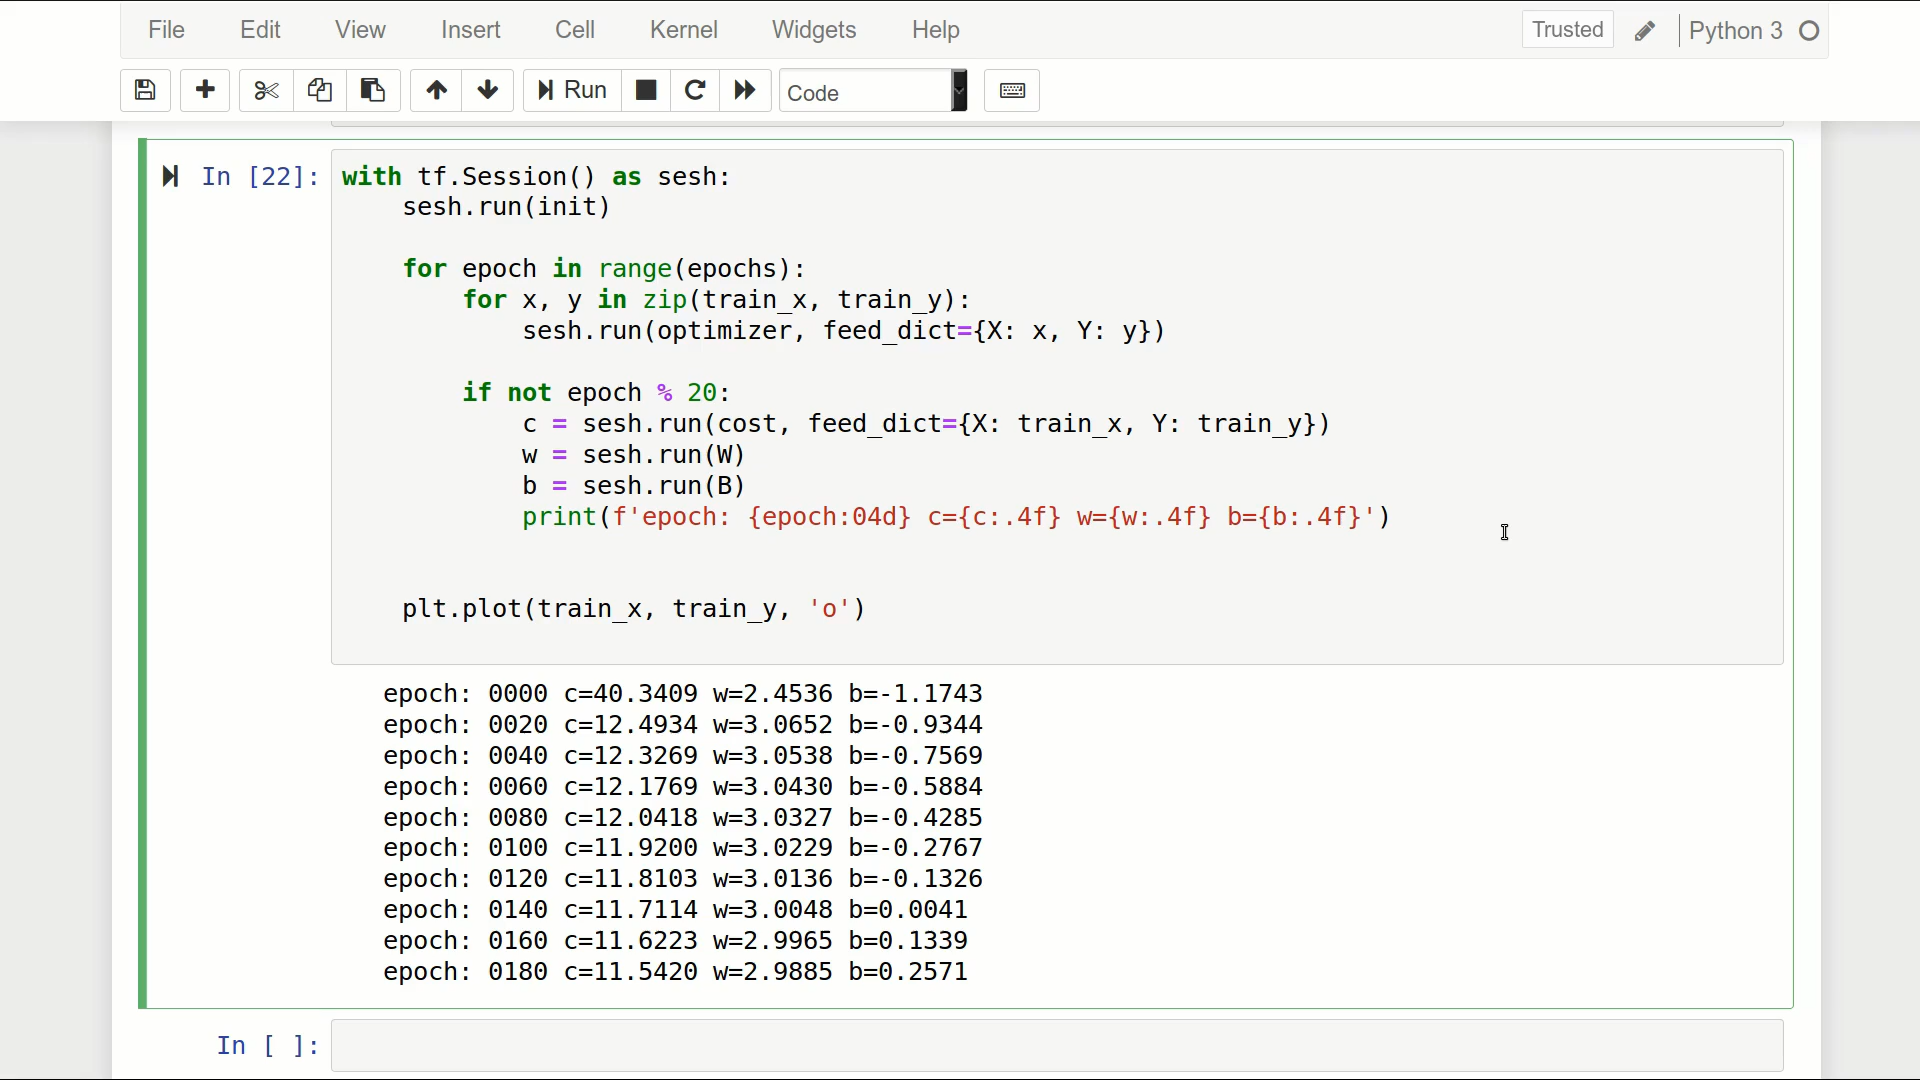 File Edit View Insert Cell Kernel Widgets Help Trusted Python 3
Run Code
In [22]:
with tf.Session() as sesh:
    sesh.run(init)

    for epoch in range(epochs):
        for x, y in zip(train_x, train_y):
            sesh.run(optimizer, feed_dict={X: x, Y: y})

        if not epoch % 20:
            c = sesh.run(cost, feed_dict={X: train_x, Y: train_y})
            w = sesh.run(W)
            b = sesh.run(B)
            print(f'epoch: {epoch:04d} c={c:.4f} w={w:.4f} b={b:.4f}')

    plt.plot(train_x, train_y, 'o')
epoch: 0000 c=40.3409 w=2.4536 b=-1.1743
epoch: 0020 c=12.4934 w=3.0652 b=-0.9344
epoch: 0040 c=12.3269 w=3.0538 b=-0.7569
epoch: 0060 c=12.1769 w=3.0430 b=-0.5884
epoch: 0080 c=12.0418 w=3.0327 b=-0.4285
epoch: 0100 c=11.9200 w=3.0229 b=-0.2767
epoch: 0120 c=11.8103 w=3.0136 b=-0.1326
epoch: 0140 c=11.7114 w=3.0048 b=0.0041
epoch: 0160 c=11.6223 w=2.9965 b=0.1339
epoch: 0180 c=11.5420 w=2.9885 b=0.2571
In [ ]: